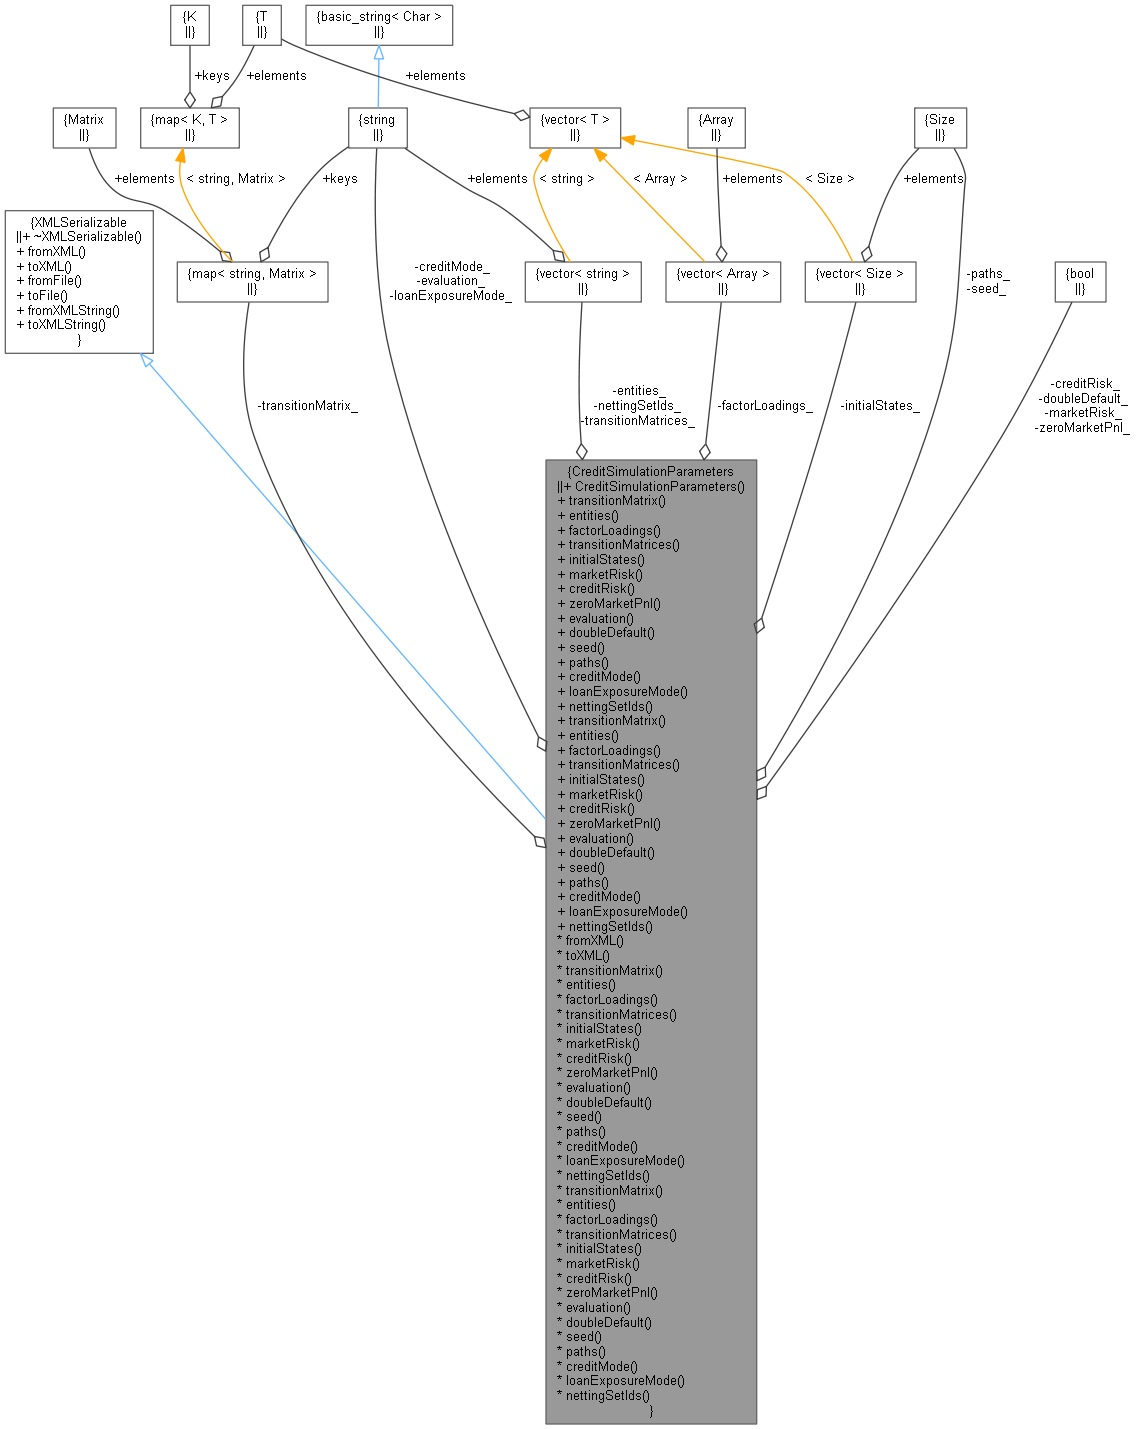 {K
||}
{T
||}
{basic_string< Char >
||}
+keys
+elements
+elements
{Matrix
||}
{map< K, T >
||}
{string
||}
{vector< T >
||}
{Array
||}
{Size
||}
+elements
< string, Matrix >
+keys
+elements
< string >
< Array >
+elements
< Size >
+elements
{XMLSerializable
||+ ~XMLSerializable()
+ fromXML()
+ toXML()
+ fromFile()
+ toFile()
+ fromXMLString()
+ toXMLString()
}
{map< string, Matrix >
||}
-creditMode_
-evaluation_
-loanExposureMode_
{vector< string >
||}
{vector< Array >
||}
{vector< Size >
||}
-paths_
-seed_
{bool
||}
-transitionMatrix_
-entities_
-nettingSetIds_
-transitionMatrices_
-factorLoadings_
-initialStates_
-creditRisk_
-doubleDefault_
-marketRisk_
-zeroMarketPnl_
{CreditSimulationParameters
||+ CreditSimulationParameters()
+ transitionMatrix()
+ entities()
+ factorLoadings()
+ transitionMatrices()
+ initialStates()
+ marketRisk()
+ creditRisk()
+ zeroMarketPnl()
+ evaluation()
+ doubleDefault()
+ seed()
+ paths()
+ creditMode()
+ loanExposureMode()
+ nettingSetIds()
+ transitionMatrix()
+ entities()
+ factorLoadings()
+ transitionMatrices()
+ initialStates()
+ marketRisk()
+ creditRisk()
+ zeroMarketPnl()
+ evaluation()
+ doubleDefault()
+ seed()
+ paths()
+ creditMode()
+ loanExposureMode()
+ nettingSetIds()
* fromXML()
* toXML()
* transitionMatrix()
* entities()
* factorLoadings()
* transitionMatrices()
* initialStates()
* marketRisk()
* creditRisk()
* zeroMarketPnl()
* evaluation()
* doubleDefault()
* seed()
* paths()
* creditMode()
* loanExposureMode()
* nettingSetIds()
* transitionMatrix()
* entities()
* factorLoadings()
* transitionMatrices()
* initialStates()
* marketRisk()
* creditRisk()
* zeroMarketPnl()
* evaluation()
* doubleDefault()
* seed()
* paths()
* creditMode()
* loanExposureMode()
* nettingSetIds()
}